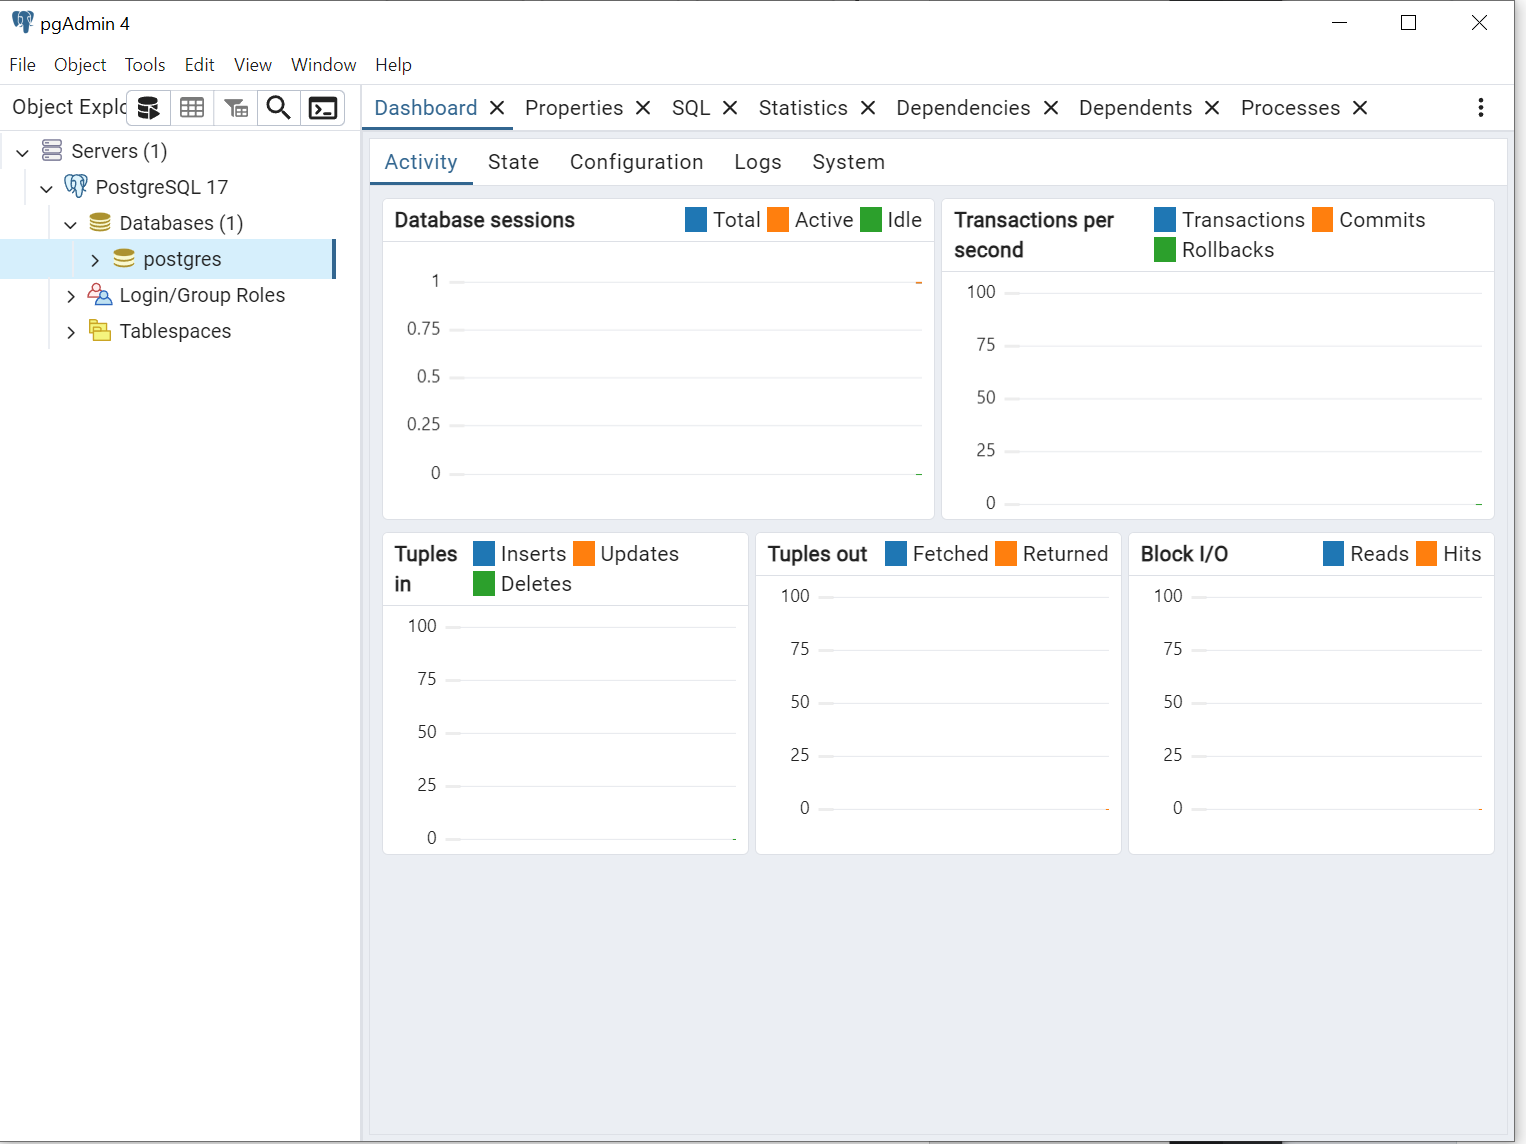 pgAdmin 4
File Object Tools Edit View Window Help
Object Explo
Dashboard Properties SQL Statistics Dependencies Dependents Processes
Servers (1)
PostgreSQL 17
Databases (1)
postgres
Login/Group Roles
Tablespaces
Activity State Configuration Logs System
Database sessions
Total Active Idle
1
0.75
0.5
0.25
0
Transactions per
second
Transactions Commits
Rollbacks
100
75
50
25
0
Tuples
in
Inserts Updates
Deletes
100
75
50
25
0
Tuples out
Fetched Returned
100
75
50
25
0
Block I/O
Reads Hits
100
75
50
25
0